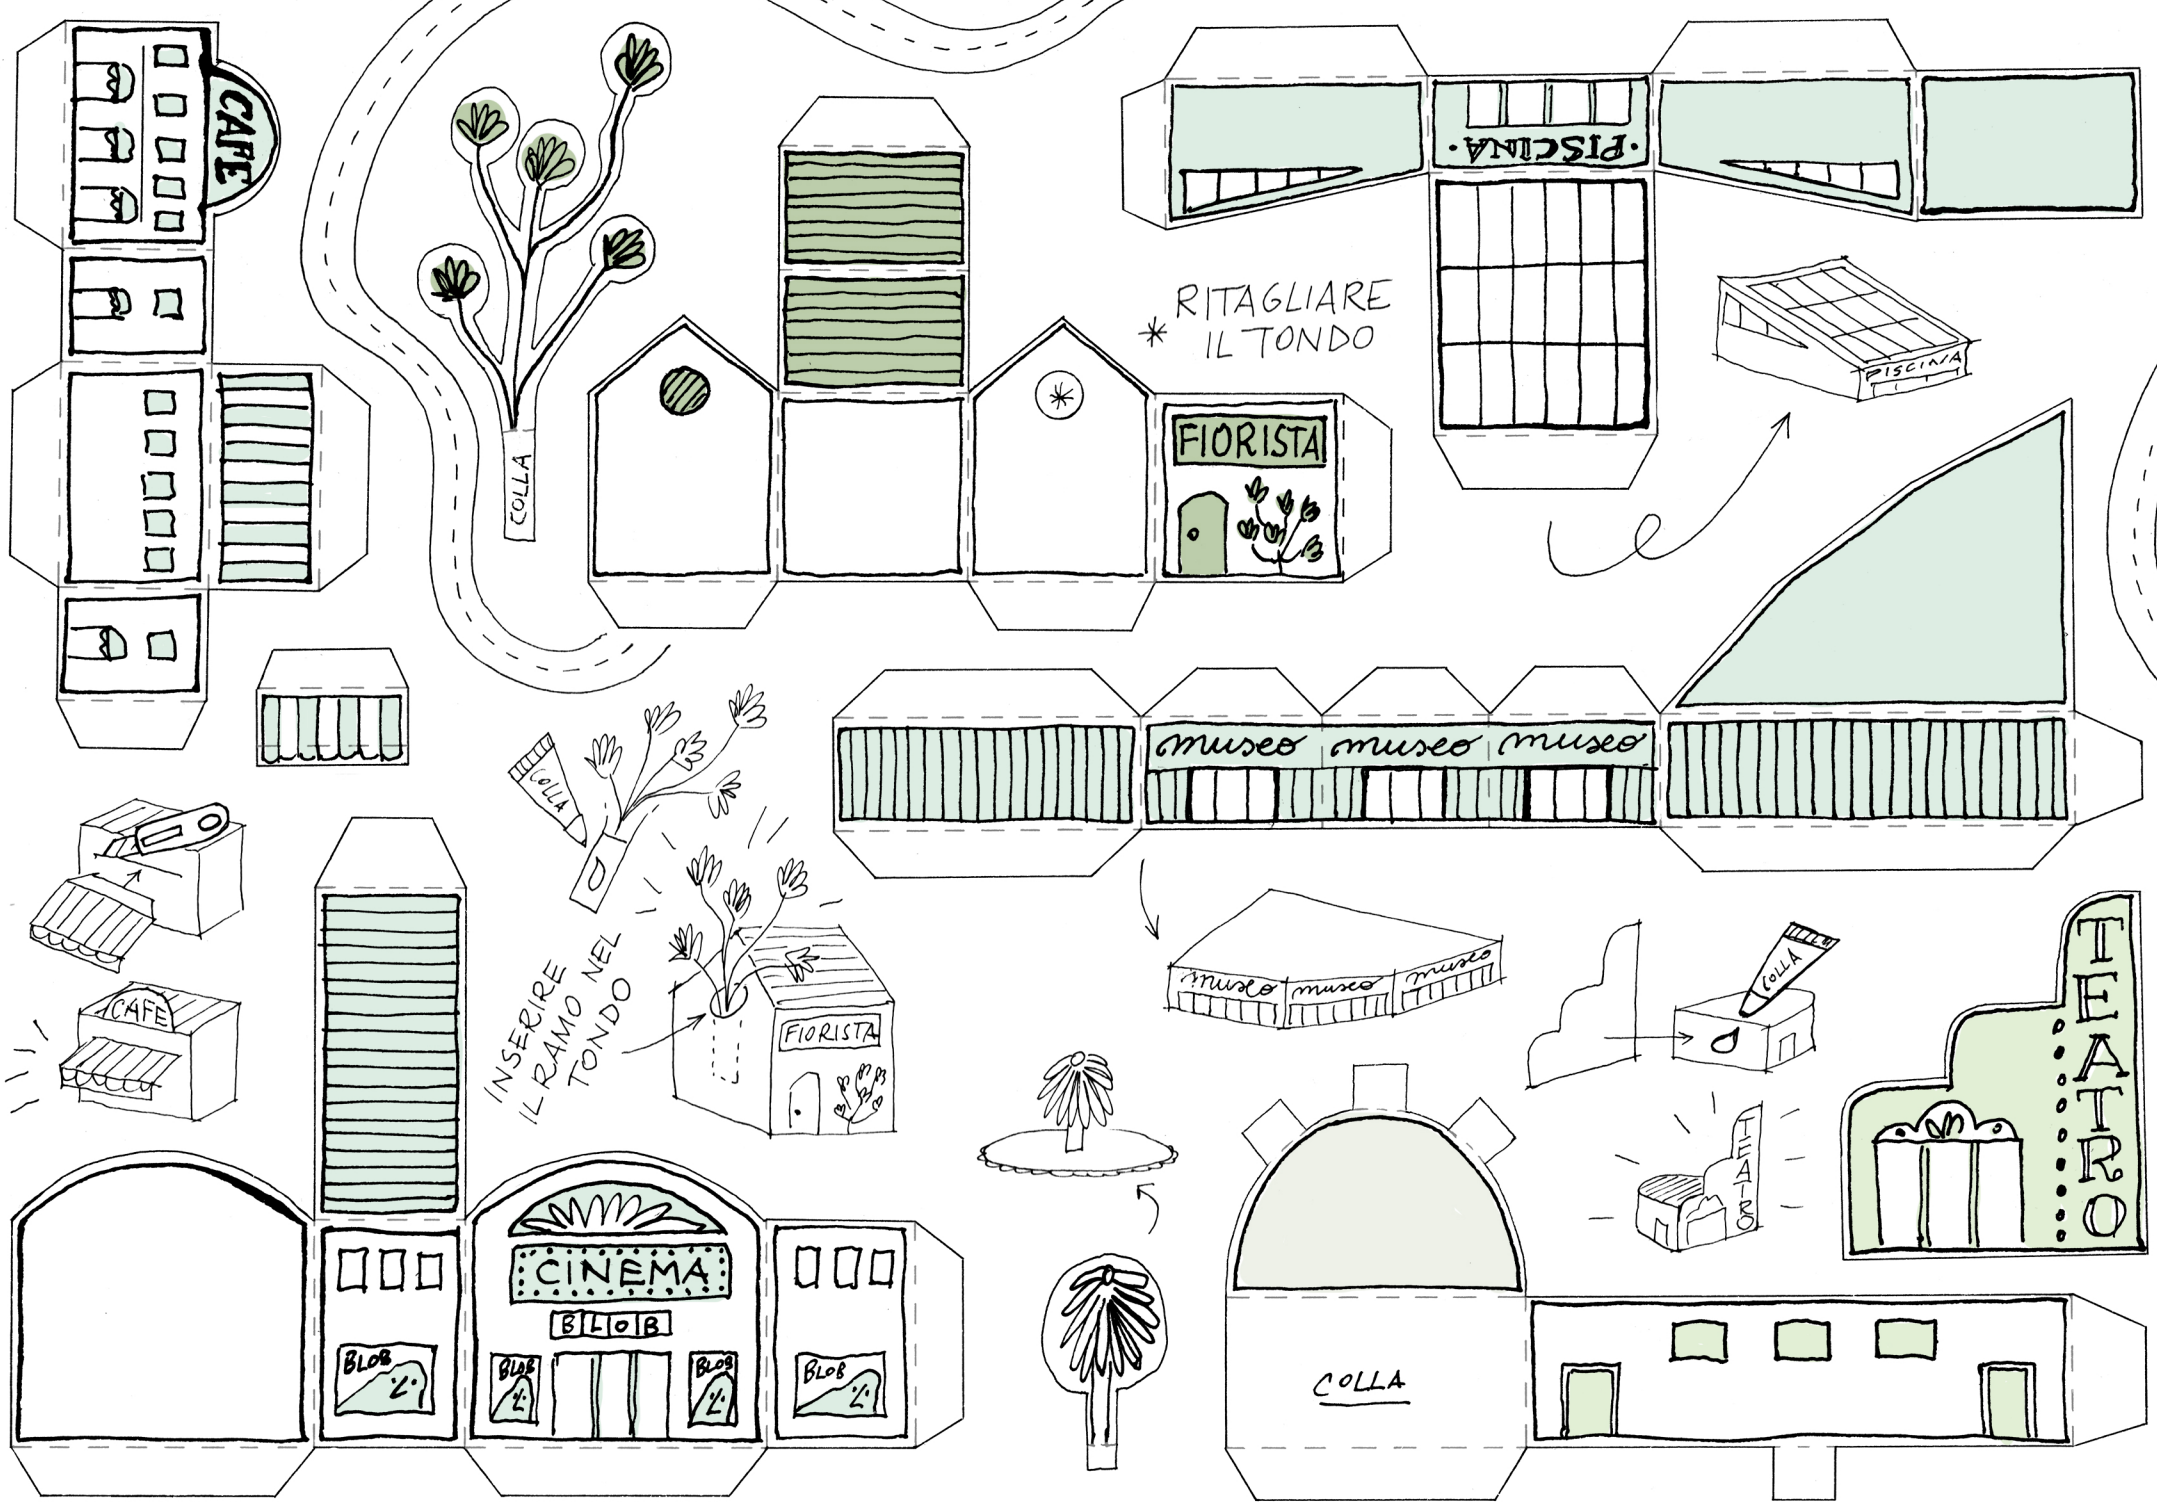 CAFE
COLLA
FIORISTA
* RITAGLIARE
IL TONDO
• PISCINA •
PISCINA
museo museo museo
museo museo museo
COLLA
INSERIRE
IL RAMO NEL
TONDO
FIORISTA
CAFE
CINEMA
BLOB
BLOB
BLOB
BLOB
BLOB
COLLA
TEATRO
TEATRO
COLLA